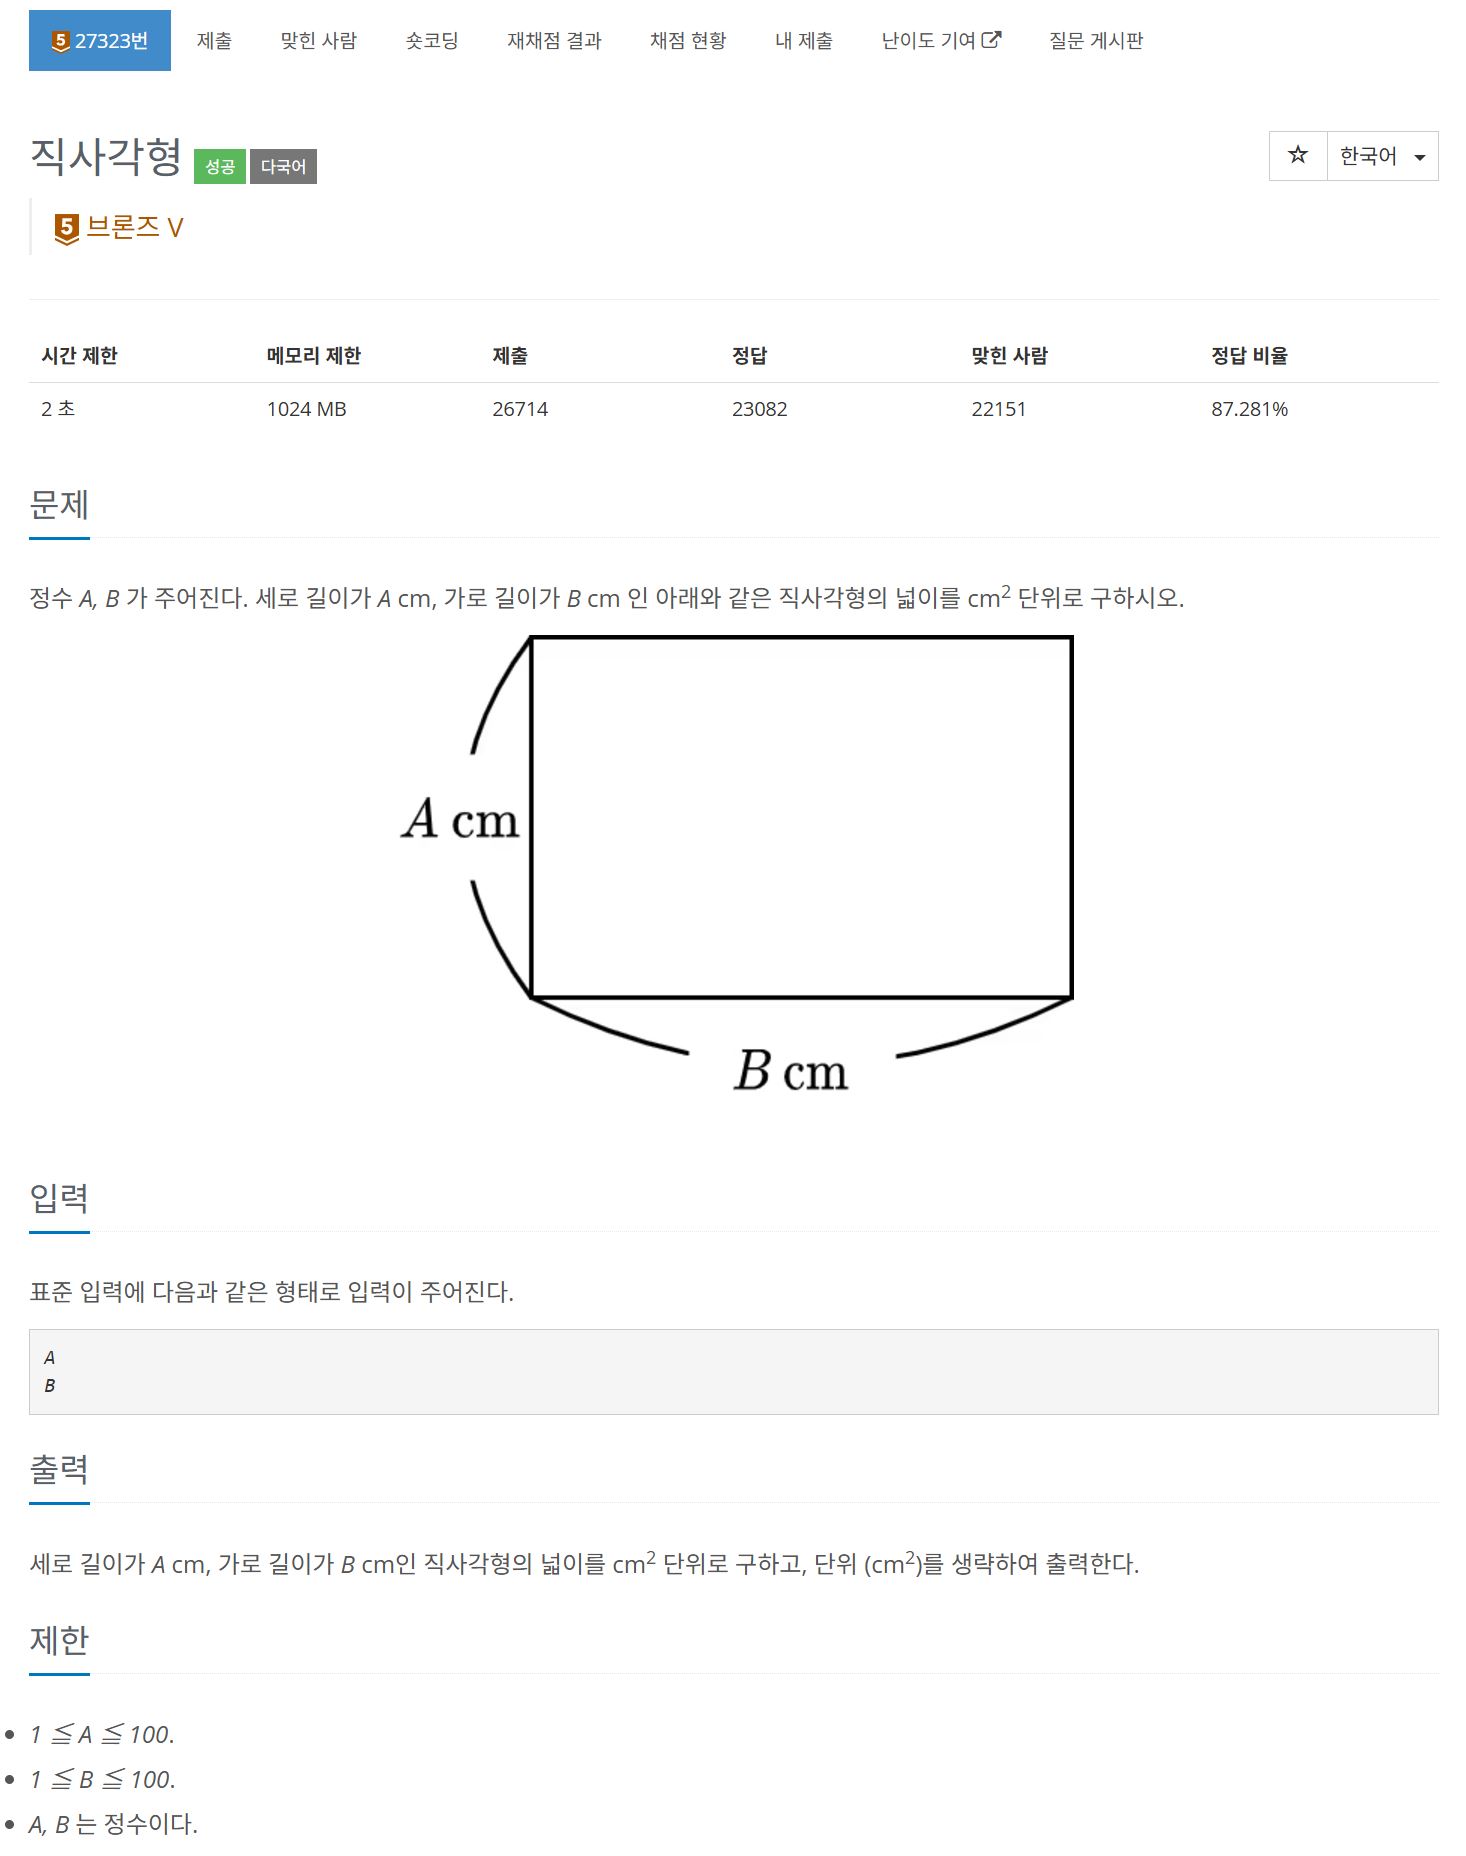 5 27323번 제출 맞힌 사람 숏코딩 재채점 결과 채점 현황 내 제출 난이도 기여 질문 게시판
직사각형 성공 다국어 한국어
5 브론즈 V
시간 제한 메모리 제한 제출 정답 맞힌 사람 정답 비율
2 초 1024 MB 26714 23082 22151 87.281%
문제
정수 A, B 가 주어진다. 세로 길이가 A cm, 가로 길이가 B cm 인 아래와 같은 직사각형의 넓이를 cm² 단위로 구하시오.
A cm
B cm
입력
표준 입력에 다음과 같은 형태로 입력이 주어진다.
A
B
출력
세로 길이가 A cm, 가로 길이가 B cm인 직사각형의 넓이를 cm² 단위로 구하고, 단위 (cm²)를 생략하여 출력한다.
제한
1 ≦ A ≦ 100.
1 ≦ B ≦ 100.
A, B 는 정수이다.